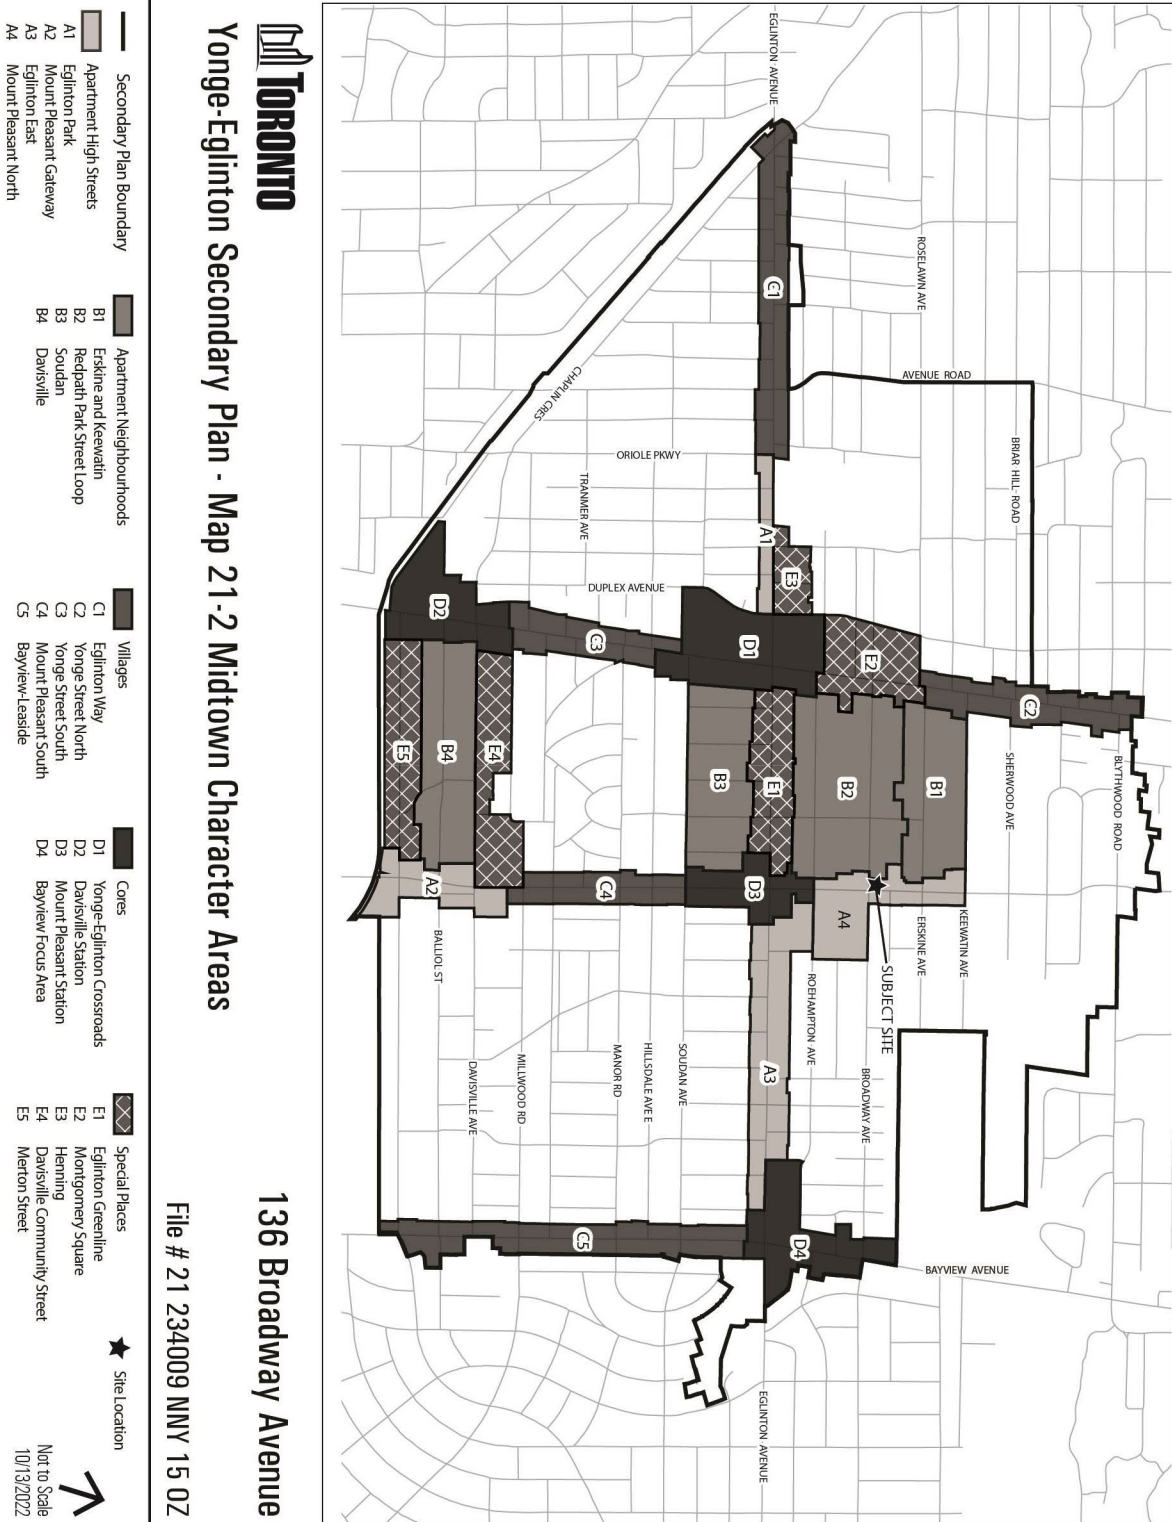 EGLINTON AVENUE
ROSELAWN AVE
AVENUE ROAD
BRIAR HILL ROAD
CHAPLIN CRES
ORIOLE PKWY
TRANMER AVE
DUPLEX AVENUE
SHERWOOD AVE
BLYTHWOOD ROAD
KEEWATIN AVE
ERSKINE AVE
SUBJECT SITE
ROEHAMPTON AVE
BROADWAY AVE
BALLIOL ST
DAVISVILLE AVE
MILLWOOD RD
MANOR RD
HILLSDALE AVE E
SOUDAN AVE
BAYVIEW AVENUE
EGLINTON AVENUE
C1
A1
E3
D2
C3
D1
E2
C2
E5
B4
E4
B3
E1
B2
B1
A2
C4
D3
A4
A3
C5
D4
TORONTO
136 Broadway Avenue
Yonge-Eglinton Secondary Plan - Map 21-2 Midtown Character Areas
File # 21 234009 NNY 15 OZ
Secondary Plan Boundary
Apartment High Streets
A1 Eglinton Park
A2 Mount Pleasant Gateway
A3 Eglinton East
A4 Mount Pleasant North
Apartment Neighbourhoods
B1 Erskine and Keewatin
B2 Redpath Park Street Loop
B3 Soudan
B4 Davisville
Villages
C1 Eglinton Way
C2 Yonge Street North
C3 Yonge Street South
C4 Mount Pleasant South
C5 Bayview-Leaside
Cores
D1 Yonge-Eglinton Crossroads
D2 Davisville Station
D3 Mount Pleasant Station
D4 Bayview Focus Area
Special Places
E1 Eglinton Greenline
E2 Montgomery Square
E3 Henning
E4 Davisville Community Street
E5 Merton Street
Site Location
Not to Scale
10/13/2022